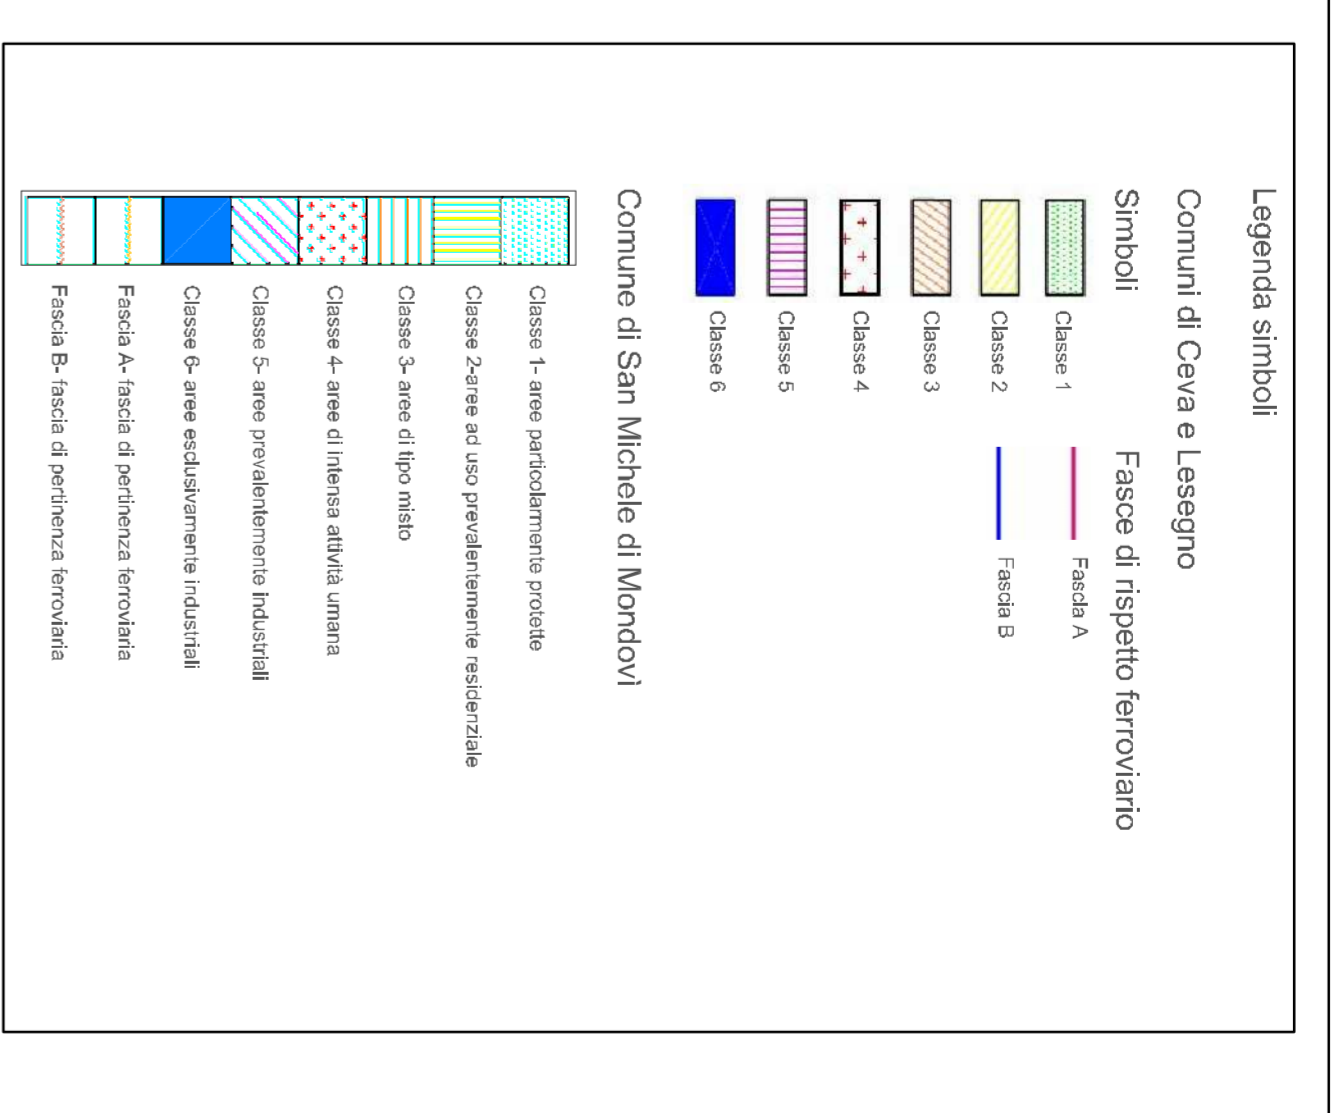 Legenda simboli
Comuni di Ceva e Lesegno
Simboli
Fasce di rispetto ferroviario
Classe 1
Classe 2
Classe 3
Classe 4
Classe 5
Classe 6
Fascia A
Fascia B
Comune di San Michele di Mondovì
Classe 1- aree particolarmente protette
Classe 2-aree ad uso prevalentemente residenziale
Classe 3- aree di tipo misto
Classe 4- aree di intensa attività umana
Classe 5- aree prevalentemente industriali
Classe 6- aree esclusivamente industriali
Fascia A- fascia di pertinenza ferroviaria
Fascia B- fascia di pertinenza ferroviaria